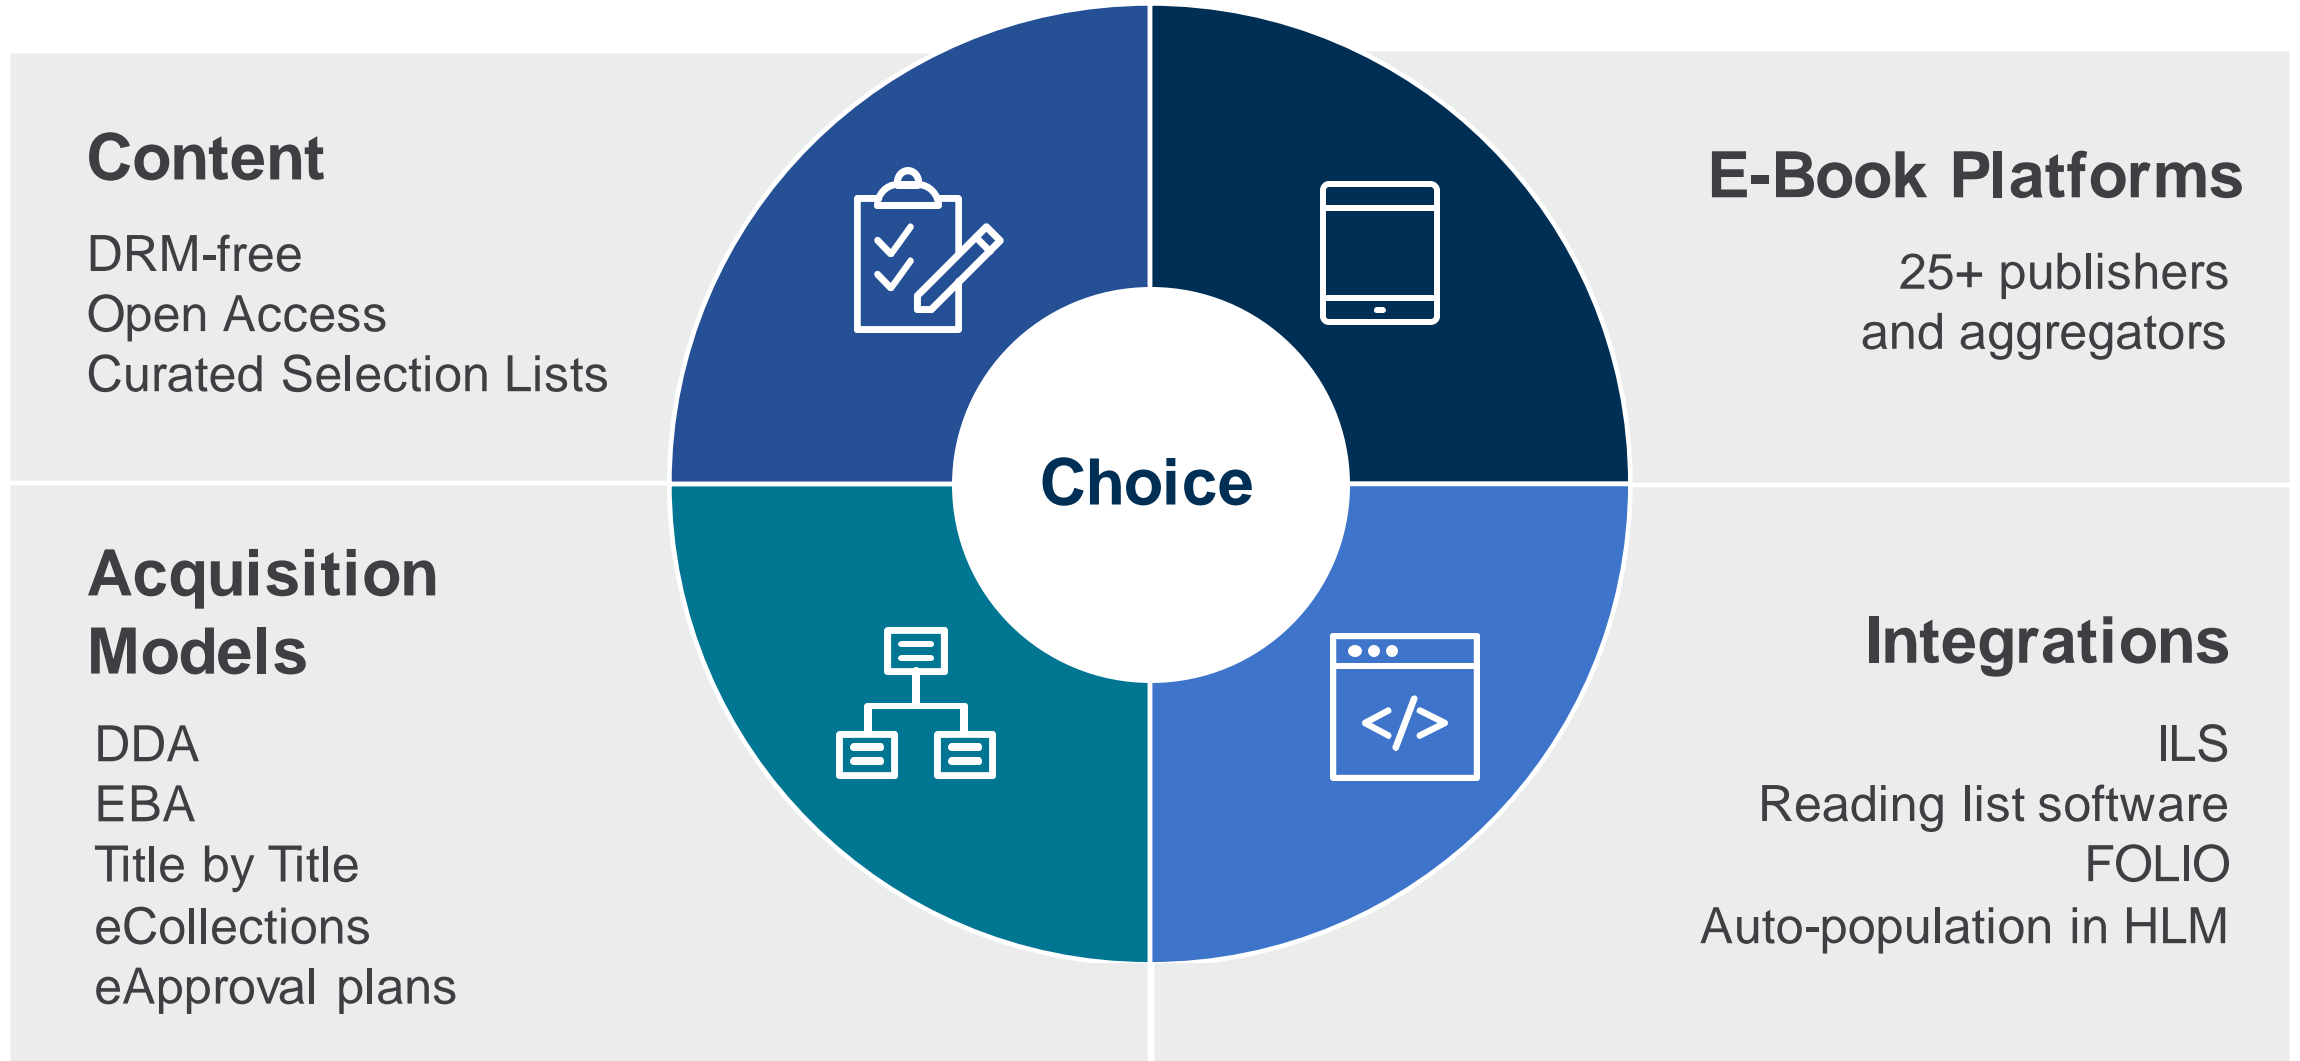 Content
DRM-free
Open Access
Curated Selection Lists
E-Book Platforms
25+ publishers
and aggregators
Choice
Acquisition
Models
DDA
EBA
Title by Title
eCollections
eApproval plans
Integrations
ILS
Reading list software
FOLIO
Auto-population in HLM
</>